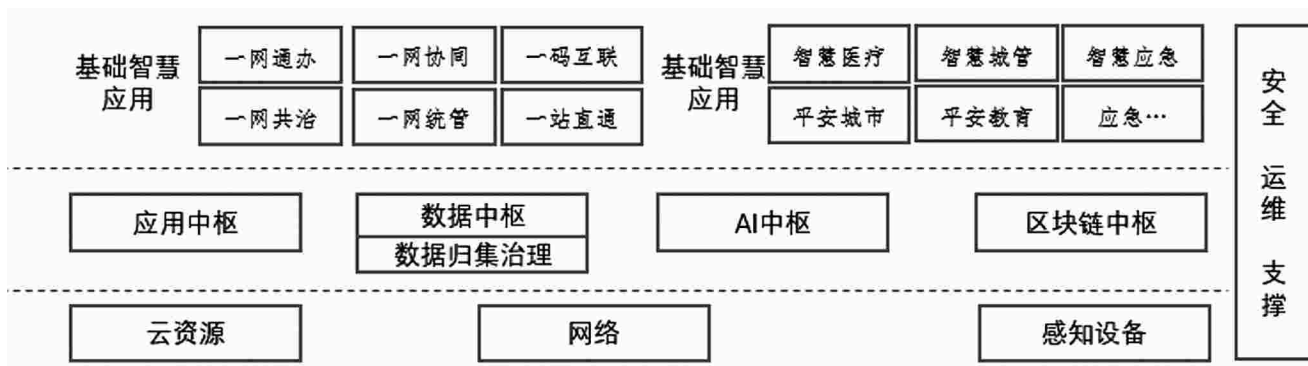 基础智慧
应用
一网通办
一网协同
一码互联
一网共治
一网统管
一站直通
基础智慧
应用
智慧医疗
智慧城管
智慧应急
平安城市
平安教育
应急…
应用中枢
数据中枢
数据归集治理
AI中枢
区块链中枢
云资源
网络
感知设备
安全 运维 支撑